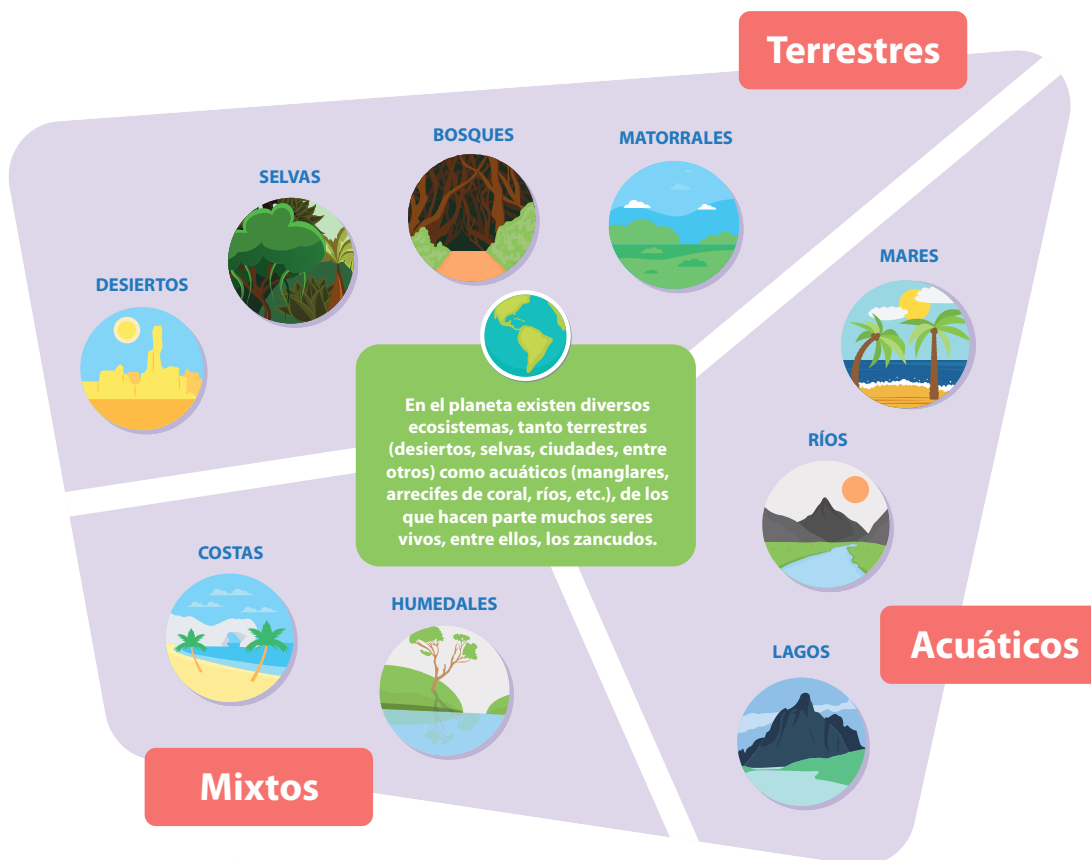 Terrestres
BOSQUES
MATORRALES
SELVAS
DESIERTOS
MARES
En el planeta existen diversos
ecosistemas, tanto terrestres
(desiertos, selvas, ciudades, entre
otros) como acuáticos (manglares,
arrecifes de coral, ríos, etc.), de los
que hacen parte muchos seres
vivos, entre ellos, los zancudos.
RÍOS
COSTAS
HUMEDALES
LAGOS
Acuáticos
Mixtos